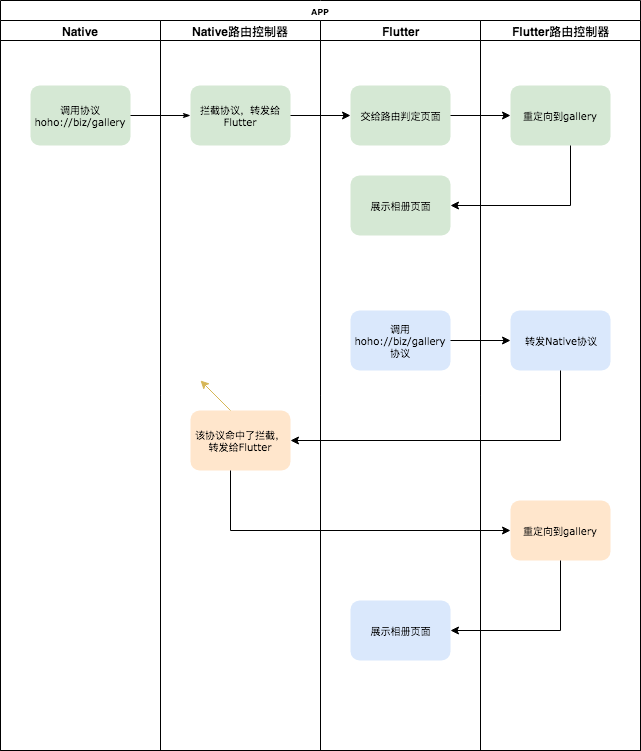 APP
Native
Native路由控制器
Flutter
Flutter路由控制器
调用协议
hoho://biz/gallery
拦截协议，转发给
Flutter
交给路由判定页面
重定向到gallery
展示相册页面
调用
hoho://biz/gallery
协议
转发Native协议
该协议命中了拦截，
转发给Flutter
重定向到gallery
展示相册页面